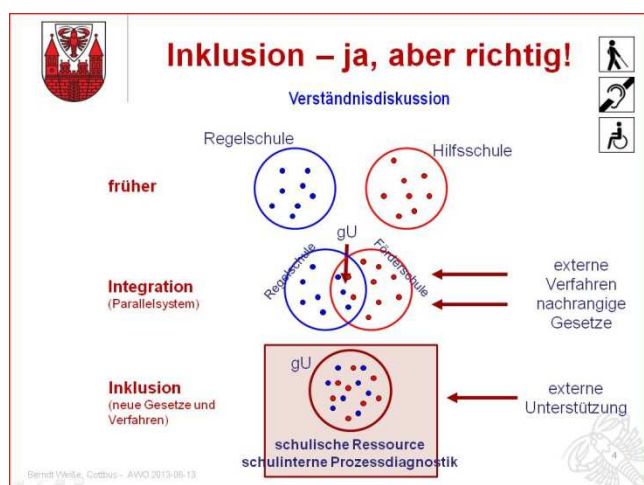 Inklusion – ja, aber richtig!
Verständnisdiskussion
Regelschule
Hilfsschule
früher
gU
Regelschule
Förderschule
Integration
(Parallelsystem)
externe
Verfahren
nachrangige
Gesetze
gU
Inklusion
(neue Gesetze und
Verfahren)
externe
Unterstützung
schulische Ressource
schulinterne Prozessdiagnostik
Berndt Weiße, Cottbus - AWO 2013-06-13
4